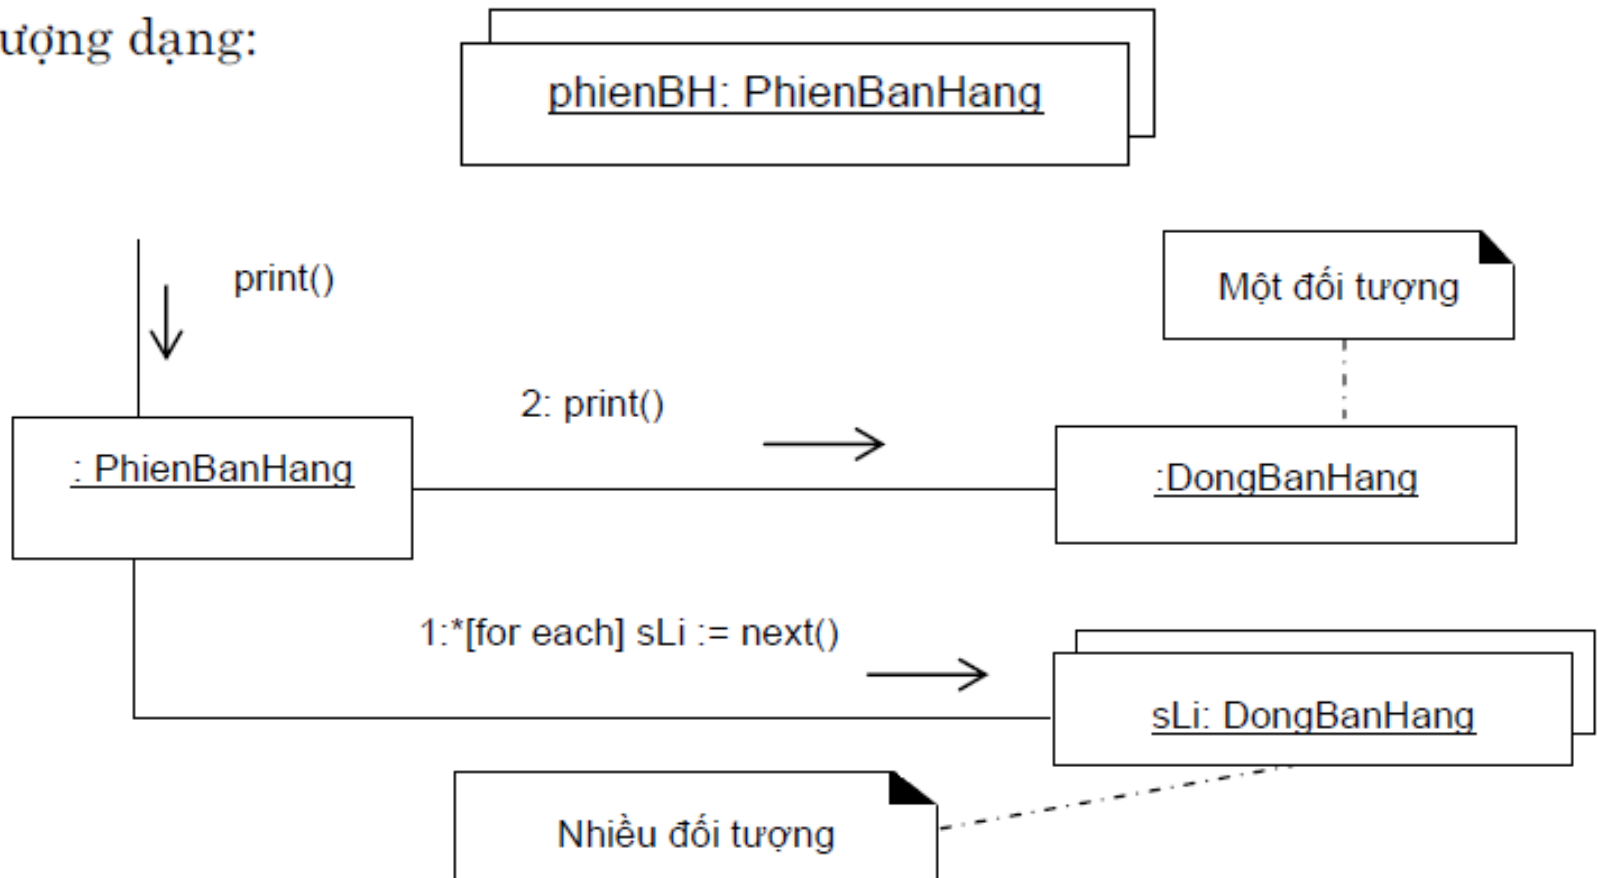 ượng dạng:
phienBH: PhienBanHang
print()
Một đối tượng
2: print()
: PhienBanHang
:DongBanHang
1:*[for each] sLi := next()
sLi: DongBanHang
Nhiều đối tượng